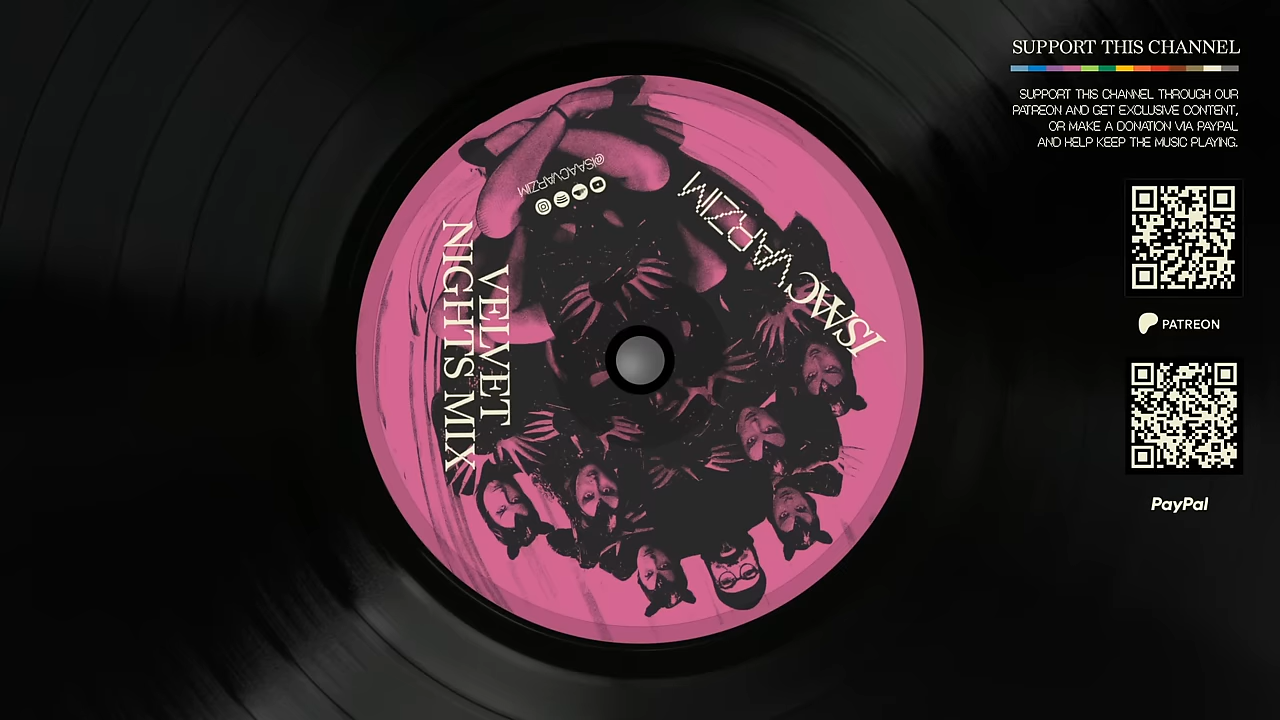 SUPPORT THIS CHANNEL
SUPPORT THIS CHANNEL THROUGH OUR
PATREON AND GET EXCLUSIVE CONTENT,
OR MAKE A DONATION VIA PAYPAL
AND HELP KEEP THE MUSIC PLAYING.
PATREON
PayPal
@ISAACVARZIM
ISAAC VARZIM
VELVET
NIGHTS MIX